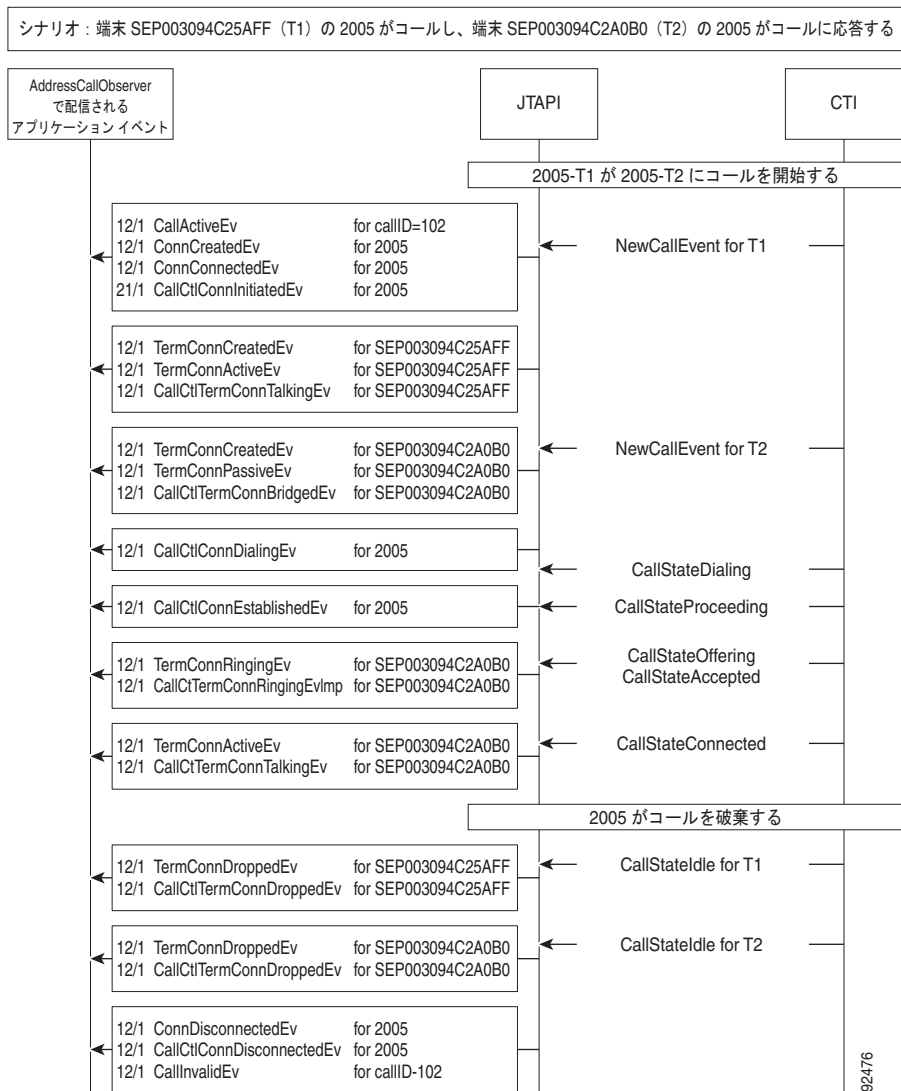 シナリオ：端末 SEP003094C25AFF（T1）の 2005 がコールし、端末 SEP003094C2A0B0（T2）の 2005 がコールに応答する
AddressCallObserver
で配信される
アプリケーション イベント
JTAPI
CTI
2005-T1 が 2005-T2 にコールを開始する
12/1 CallActiveEv for callID=102
12/1 ConnCreatedEv for 2005
12/1 ConnConnectedEv for 2005
21/1 CallCtlConnInitiatedEv for 2005
NewCallEvent for T1
12/1 TermConnCreatedEv for SEP003094C25AFF
12/1 TermConnActiveEv for SEP003094C25AFF
12/1 CallCtlTermConnTalkingEv for SEP003094C25AFF
12/1 TermConnCreatedEv for SEP003094C2A0B0
12/1 TermConnPassiveEv for SEP003094C2A0B0
12/1 CallCtlTermConnBridgedEv for SEP003094C2A0B0
NewCallEvent for T2
12/1 CallCtlConnDialingEv for 2005
CallStateDialing
12/1 CallCtlConnEstablishedEv for 2005
CallStateProceeding
12/1 TermConnRingingEv for SEP003094C2A0B0
12/1 CallCtTermConnRingingEvImp for SEP003094C2A0B0
CallStateOffering
CallStateAccepted
12/1 TermConnActiveEv for SEP003094C2A0B0
12/1 CallCtTermConnTalkingEv for SEP003094C2A0B0
CallStateConnected
2005 がコールを破棄する
12/1 TermConnDroppedEv for SEP003094C25AFF
12/1 CallCtlTermConnDroppedEv for SEP003094C25AFF
CallStateIdle for T1
12/1 TermConnDroppedEv for SEP003094C2A0B0
12/1 CallCtlTermConnDroppedEv for SEP003094C2A0B0
CallStateIdle for T2
12/1 ConnDisconnectedEv for 2005
12/1 CallCtlConnDisconnectedEv for 2005
12/1 CallInvalidEv for callID-102
92476